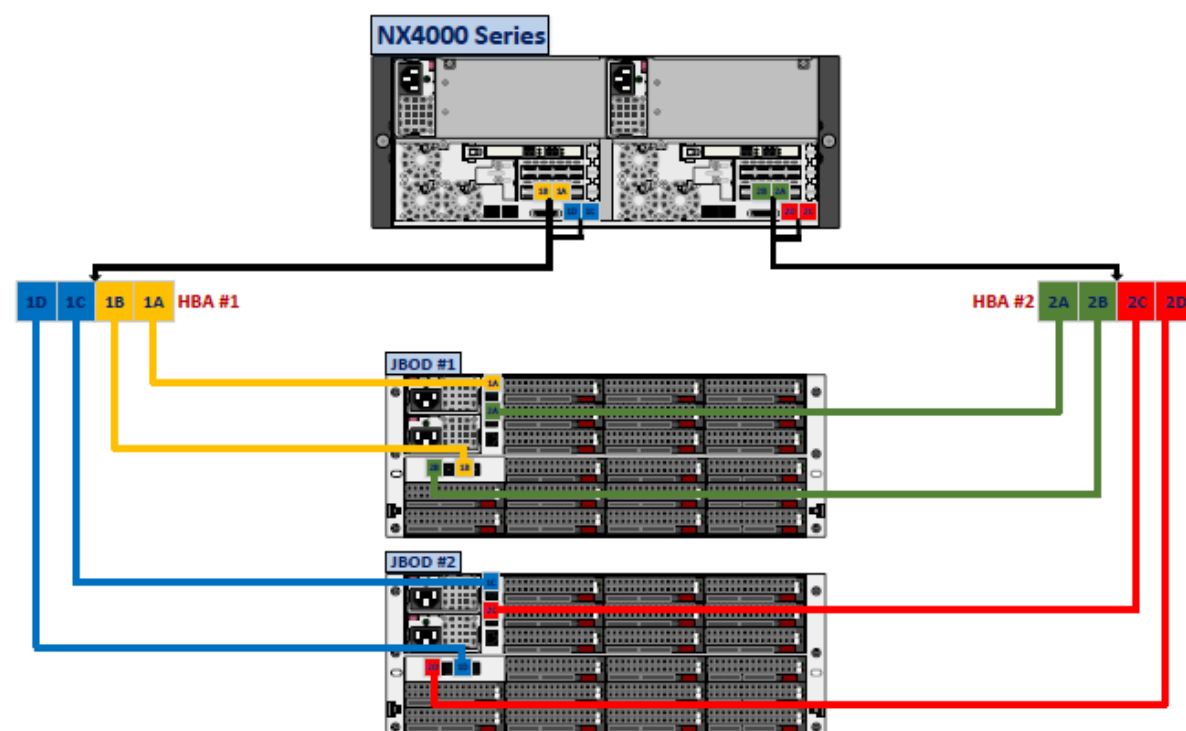 NX4000 Series
1B 1A
1D 1C
2B 2A
2D 2C
1D 1C 1B 1A HBA #1
HBA #2 2A 2B 2C 2D
JBOD #1
1A
2A
2B 1B
JBOD #2
1C
2C
2D 1D